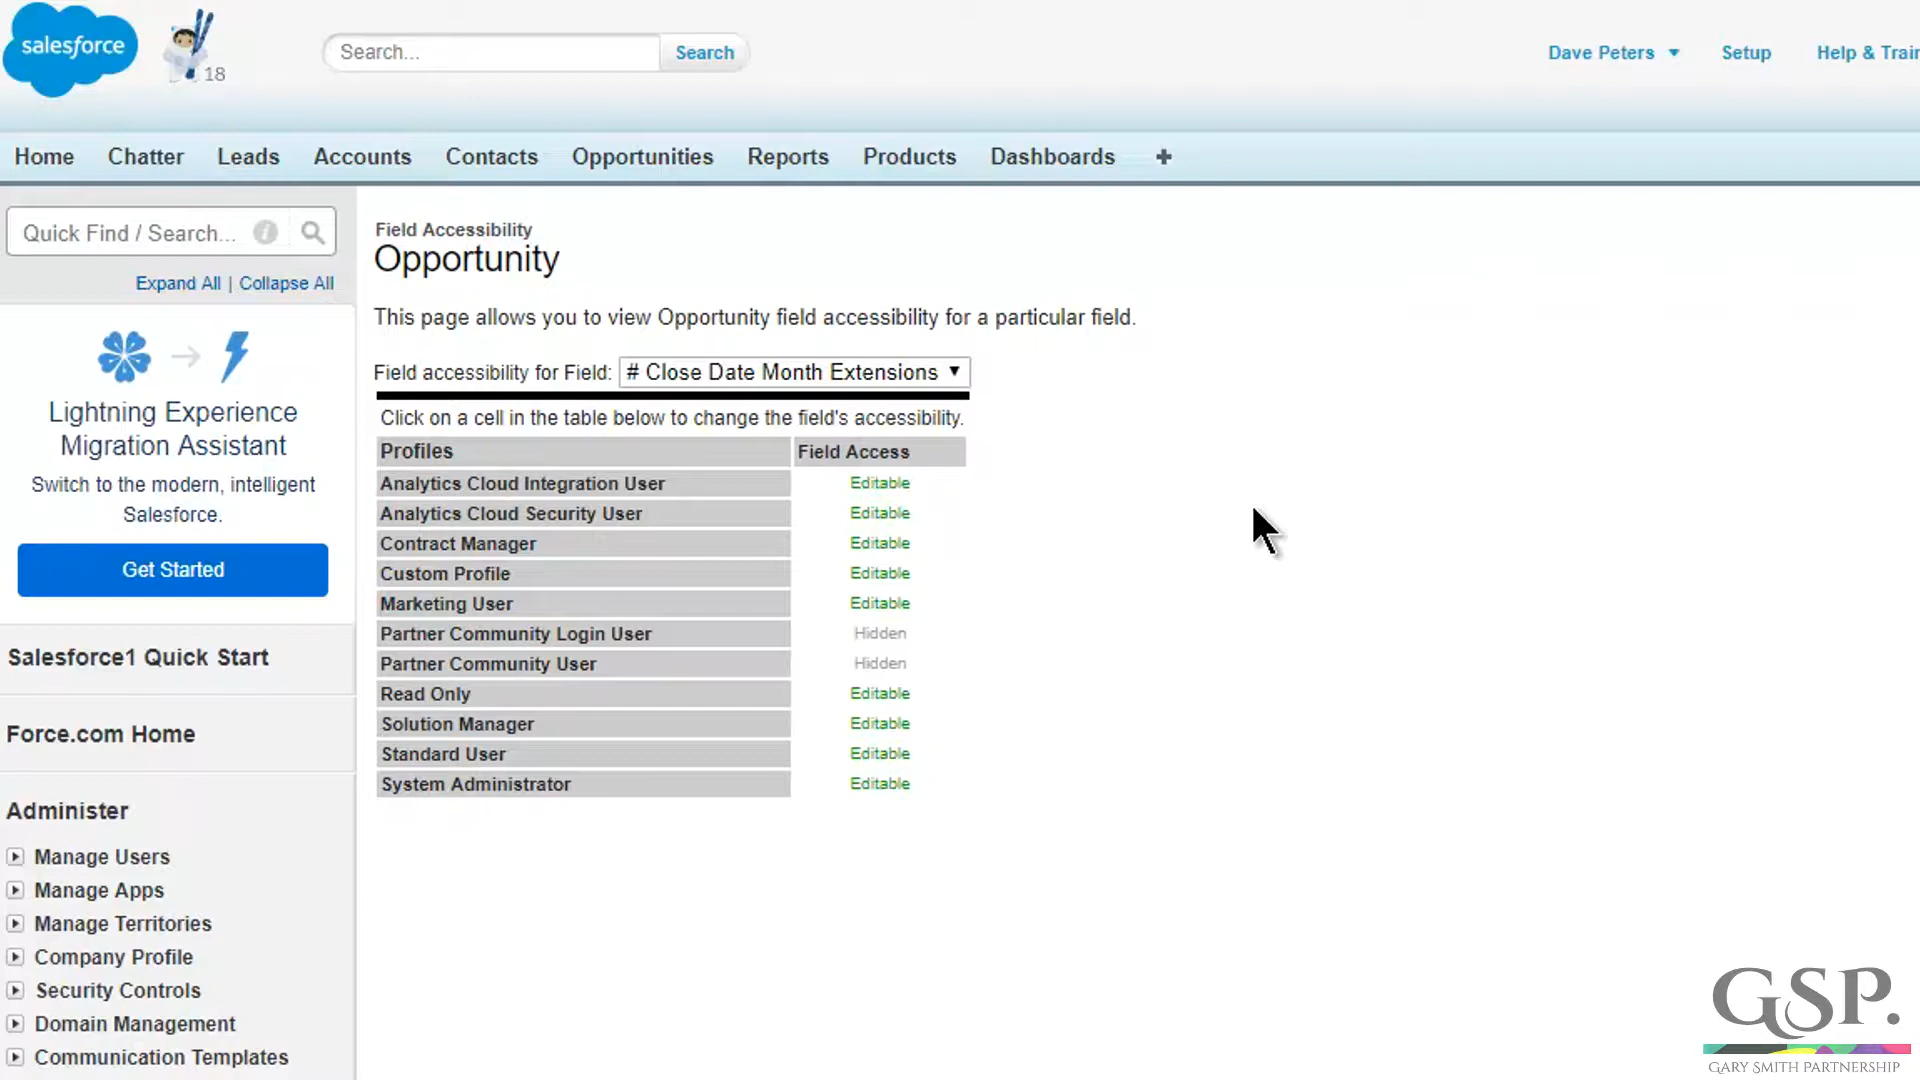 salesforce
18
Search...
Search
Dave Peters
Setup
Help & Train
Home
Chatter
Leads
Accounts
Contacts
Opportunities
Reports
Products
Dashboards
+
Quick Find / Search...
Expand All | Collapse All
Lightning Experience
Migration Assistant
Switch to the modern, intelligent
Salesforce.
Get Started
Salesforce1 Quick Start
Force.com Home
Administer
Manage Users
Manage Apps
Manage Territories
Company Profile
Security Controls
Domain Management
Communication Templates
Field Accessibility
Opportunity
This page allows you to view Opportunity field accessibility for a particular field.
Field accessibility for Field: # Close Date Month Extensions
Click on a cell in the table below to change the field's accessibility.
Profiles Field Access
Analytics Cloud Integration User Editable
Analytics Cloud Security User Editable
Contract Manager Editable
Custom Profile Editable
Marketing User Editable
Partner Community Login User Hidden
Partner Community User Hidden
Read Only Editable
Solution Manager Editable
Standard User Editable
System Administrator Editable
GSP.
GARY SMITH PARTNERSHIP